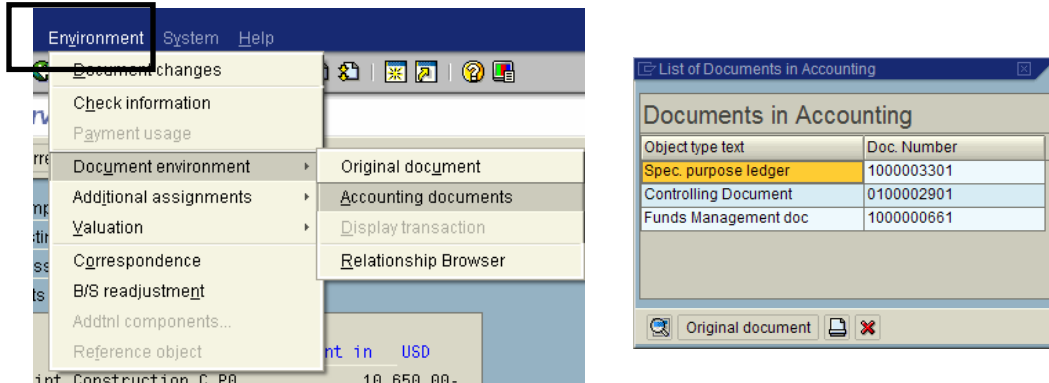 Environment System Help
Document changes
Check information
Payment usage
Document environment
Additional assignments
Valuation
Correspondence
B/S readjustment
Addtnl components...
Reference object
Original document
Accounting documents
Display transaction
Relationship Browser
nt in USD
int Construction C PO 10,650.00-
List of Documents in Accounting
Documents in Accounting
Object type text Doc. Number
Spec. purpose ledger 1000003301
Controlling Document 0100002901
Funds Management doc 1000000661
Original document